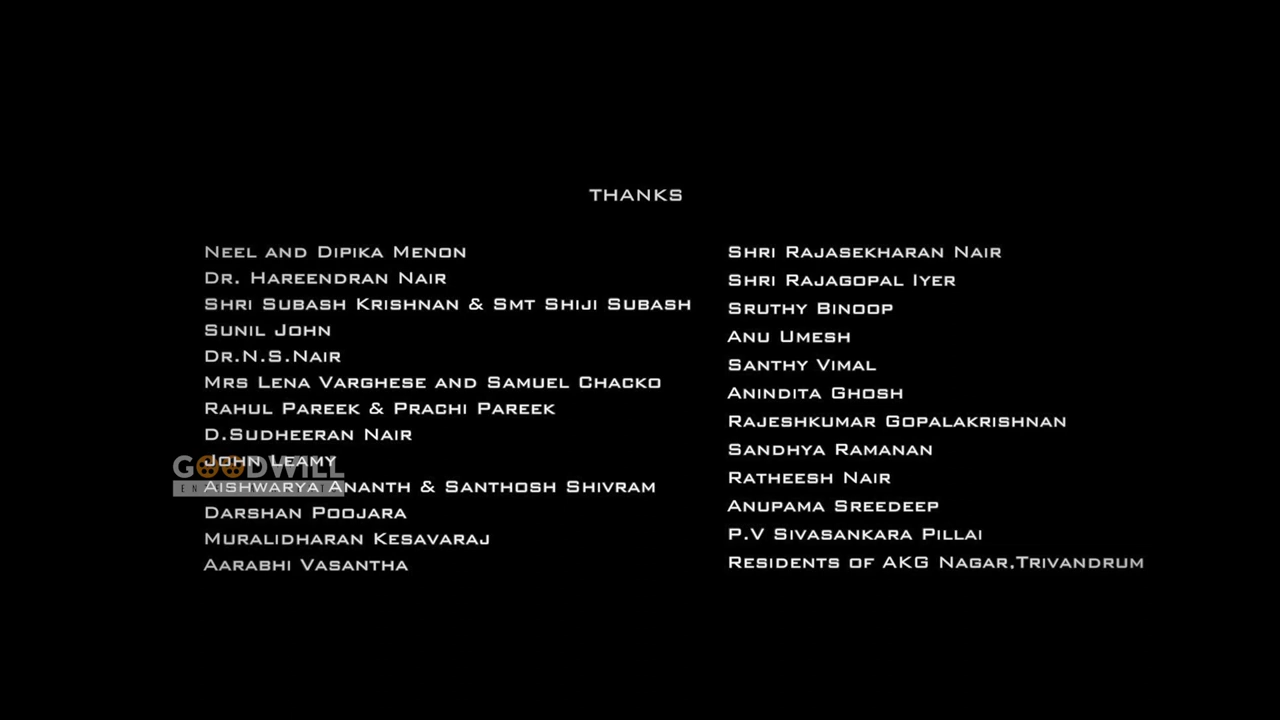 THANKS
NEEL AND DIPIKA MENON
DR. HAREENDRAN NAIR
SHRI SUBASH KRISHNAN & SMT SHIJI SUBASH
SUNIL JOHN
DR.N.S.NAIR
MRS LENA VARGHESE AND SAMUEL CHACKO
RAHUL PAREEK & PRACHI PAREEK
D.SUDHEERAN NAIR
JOHN LEAMY
AISHWARYA ANANTH & SANTHOSH SHIVRAM
DARSHAN POOJARA
MURALIDHARAN KESAVARAJ
AARABHI VASANTHA
SHRI RAJASEKHARAN NAIR
SHRI RAJAGOPAL IYER
SRUTHY BINOOP
ANU UMESH
SANTHY VIMAL
ANINDITA GHOSH
RAJESHKUMAR GOPALAKRISHNAN
SANDHYA RAMANAN
RATHEESH NAIR
ANUPAMA SREEDEEP
P.V SIVASANKARA PILLAI
RESIDENTS OF AKG NAGAR,TRIVANDRUM
GOODWILL